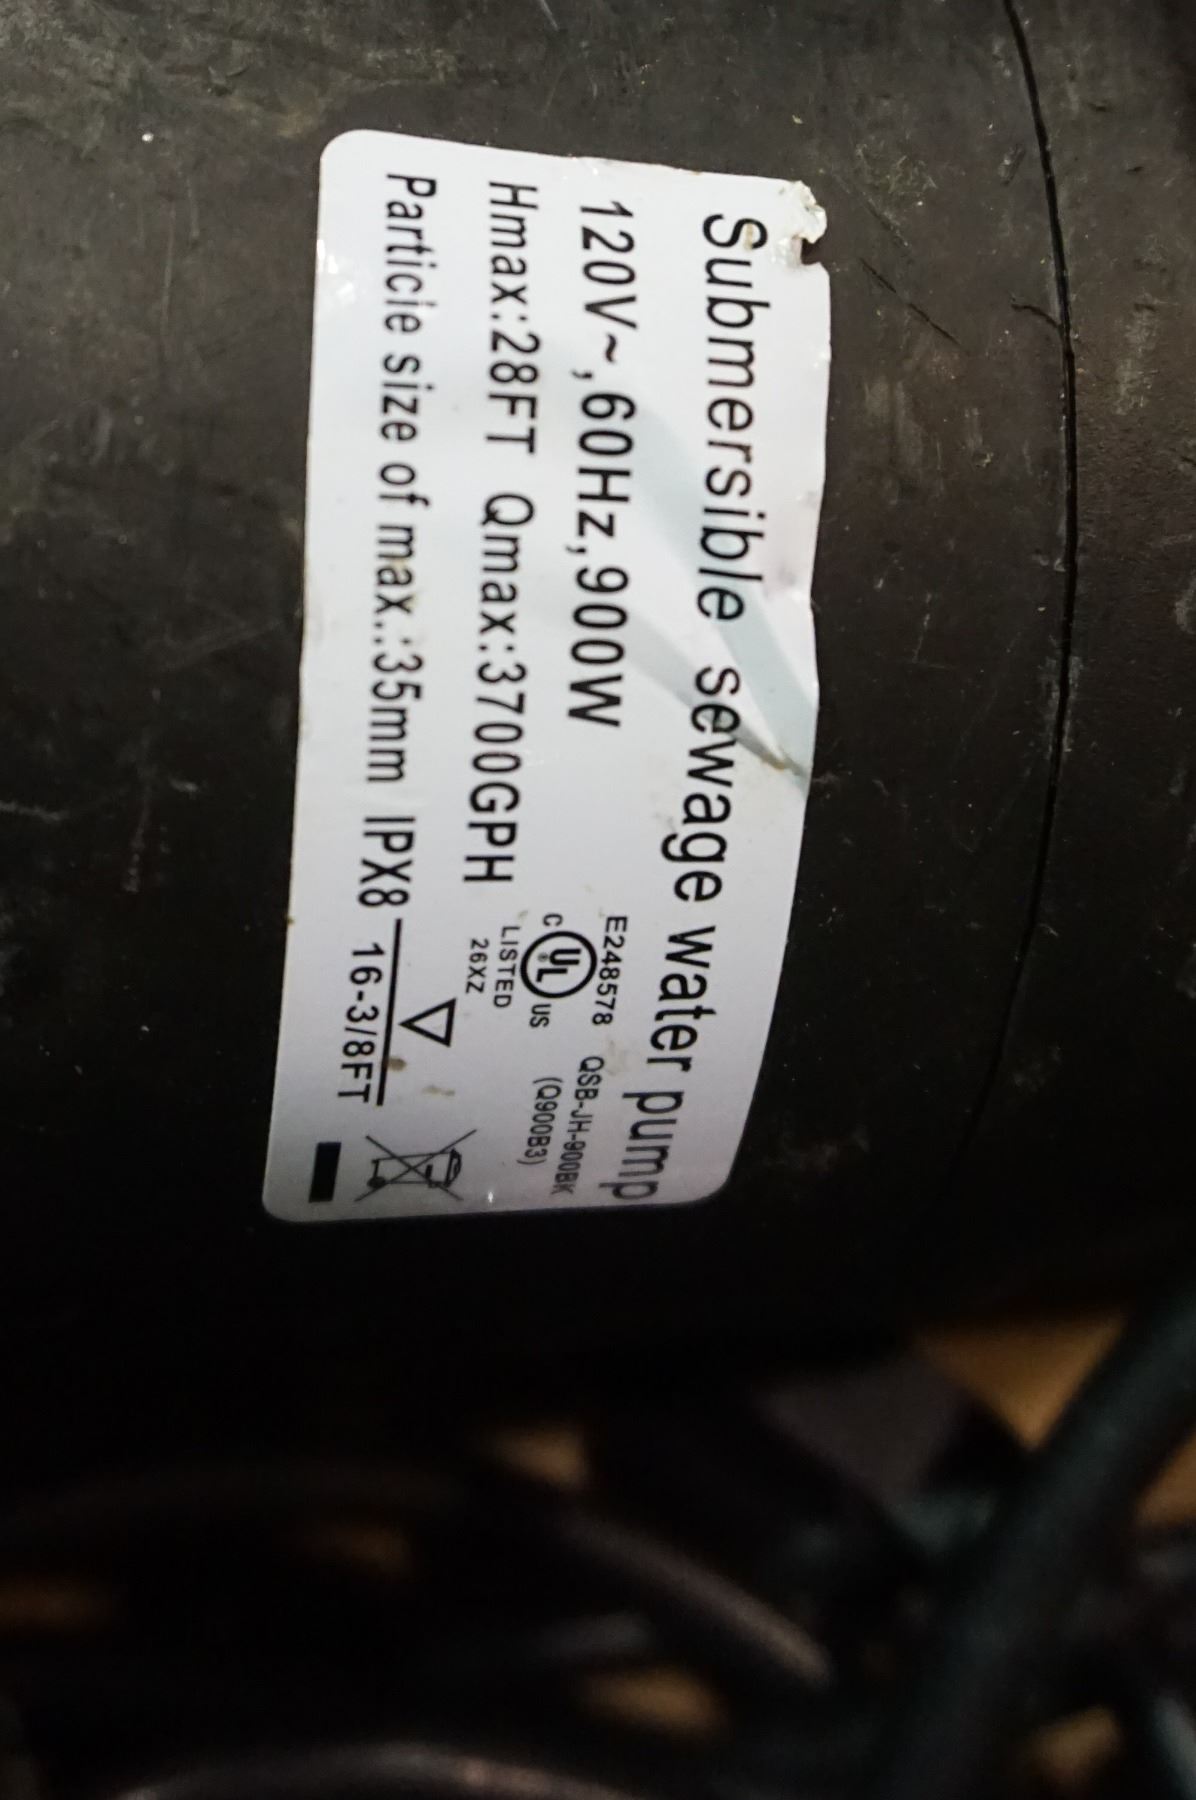 Submersible sewage water pump
120V~,60Hz,900W
Hmax:28FT Qmax:3700GPH
Particie size of max.:35mm IPX8
16-3/8FT
E248578
C UL US
LISTED
26XZ
QSB-JH-900BK
(Q900B3)